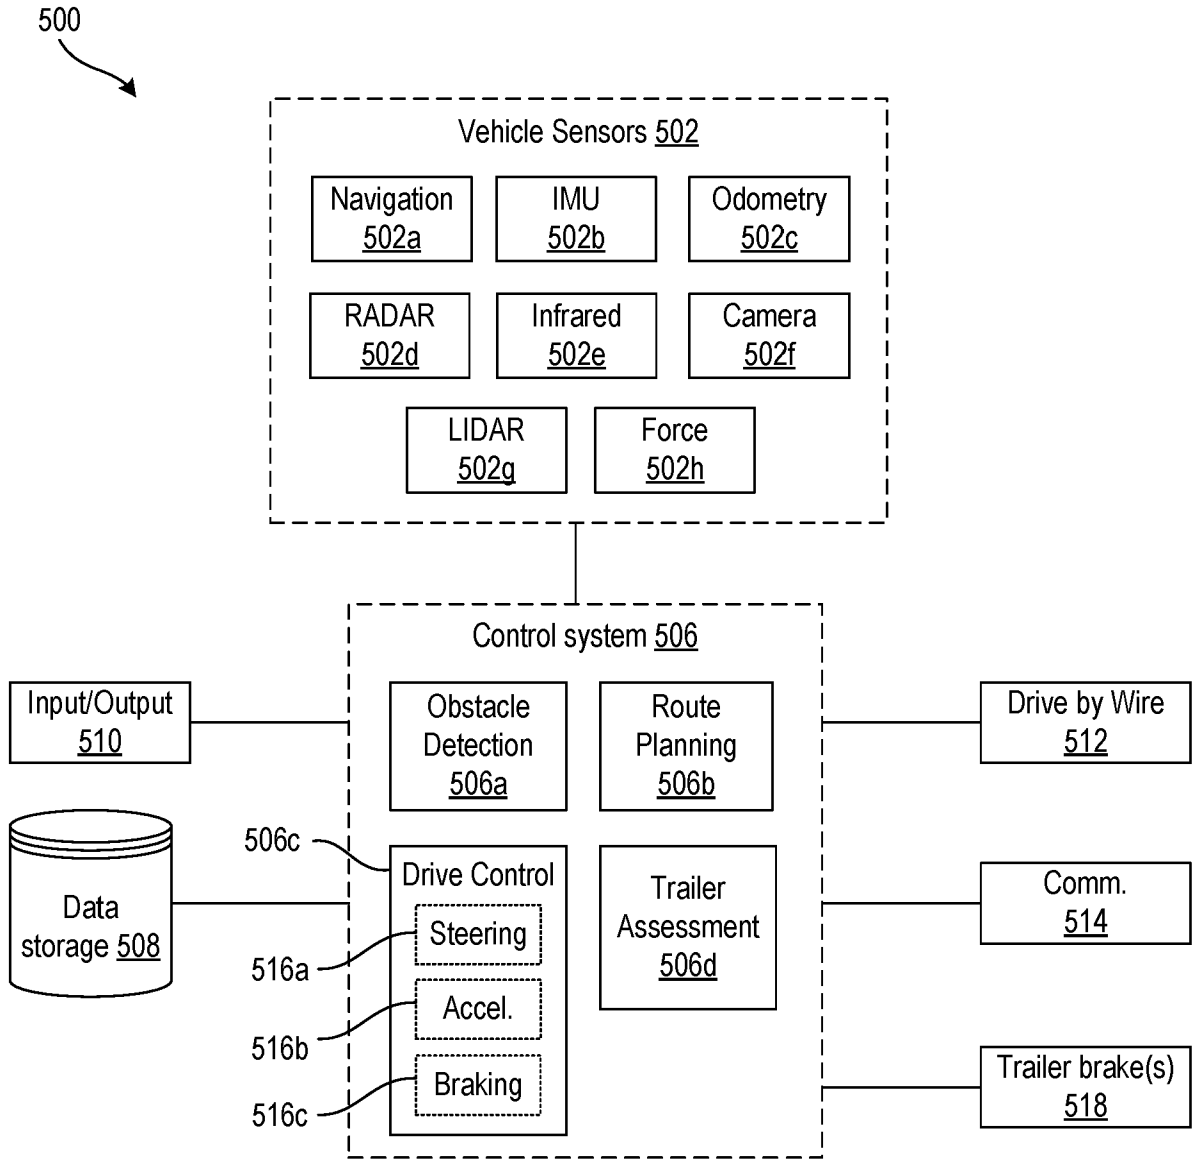 500
Vehicle Sensors 502
Navigation
502a
IMU
502b
Odometry
502c
RADAR
502d
Infrared
502e
Camera
502f
LIDAR
502g
Force
502h
Control system 506
Input/Output
510
Obstacle
Detection
506a
Route
Planning
506b
Drive by Wire
512
Data
storage 508
506c
Drive Control
Steering
516a
Accel.
516b
Braking
516c
Trailer
Assessment
506d
Comm.
514
Trailer brake(s)
518